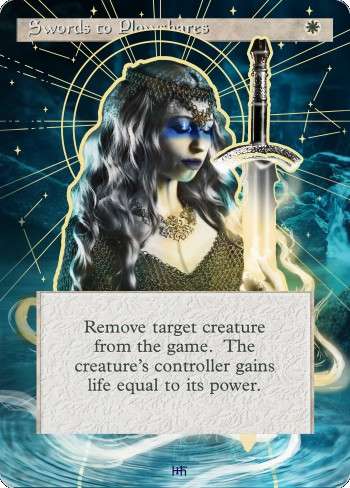 Swords to Plowshares
Remove target creature
from the game. The
creature's controller gains
life equal to its power.